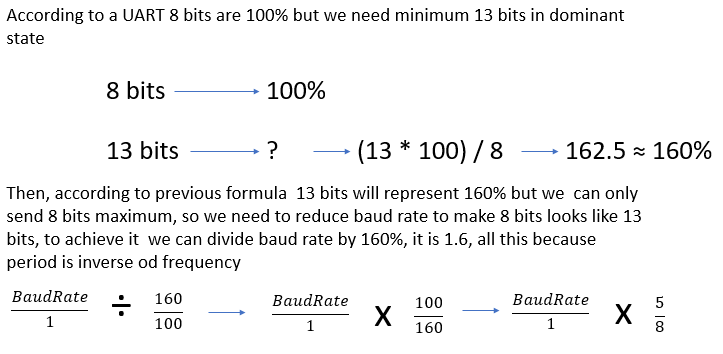 According to a UART 8 bits are 100% but we need minimum 13 bits in dominant
state
8 bits → 100%
13 bits → ? → (13 * 100) / 8 → 162.5 ≈ 160%
Then, according to previous formula 13 bits will represent 160% but we can only
send 8 bits maximum, so we need to reduce baud rate to make 8 bits looks like 13
bits, to achieve it we can divide baud rate by 160%, it is 1.6, all this because
period is inverse od frequency
BaudRate/1 ÷ 160/100 → BaudRate/1 X 100/160 → BaudRate/1 X 5/8